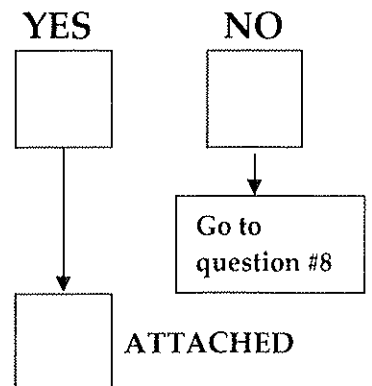 YES NO
Go to
question #8
ATTACHED